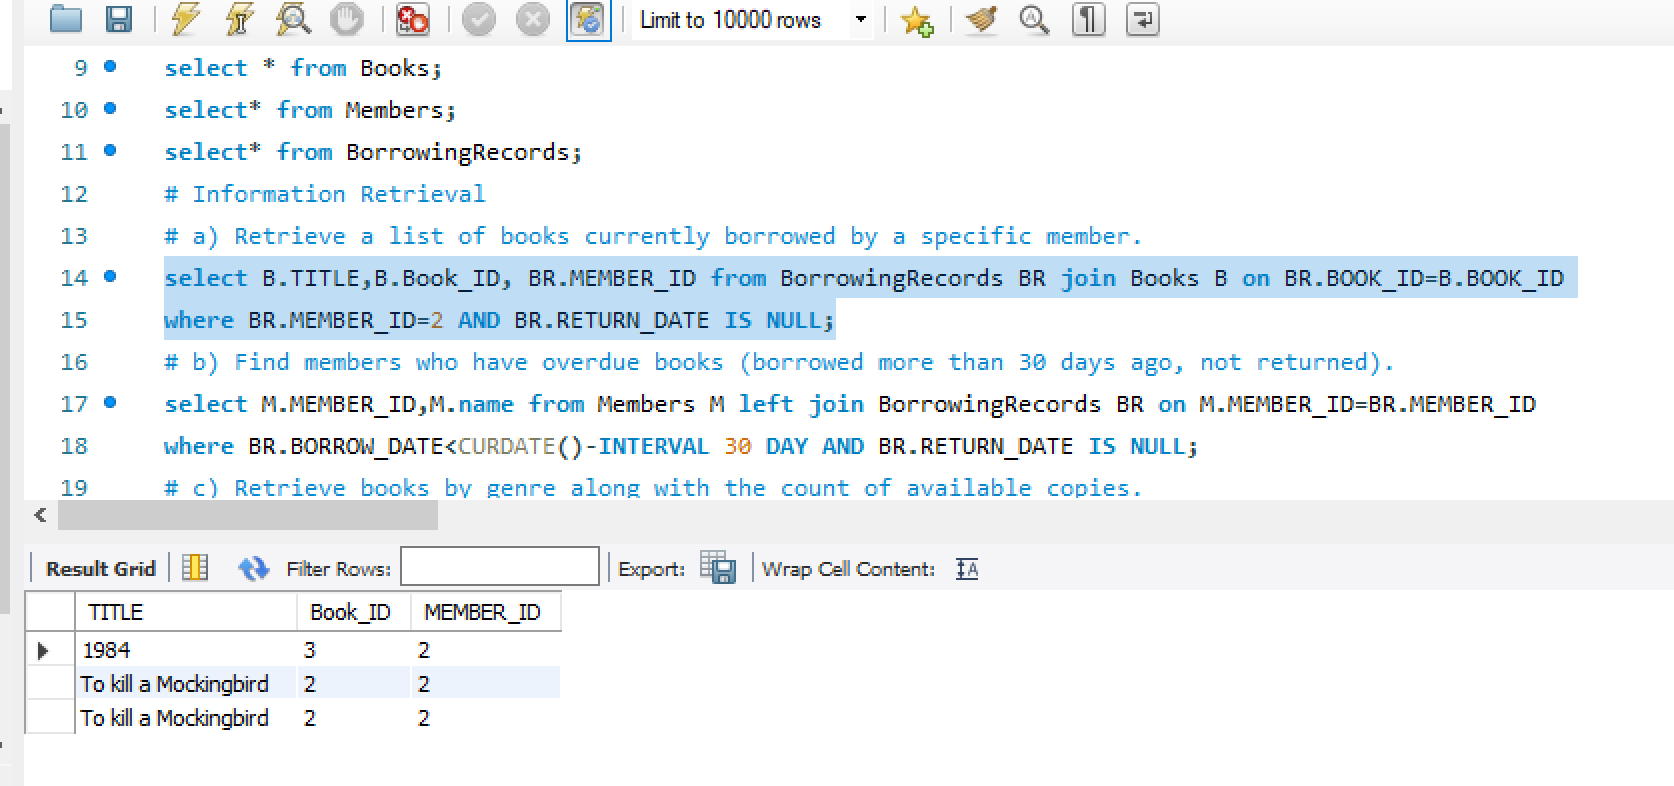 Limit to 10000 rows
9 select * from Books;
10 select* from Members;
11 select* from BorrowingRecords;
12 # Information Retrieval
13 # a) Retrieve a list of books currently borrowed by a specific member.
14 select B.TITLE,B.Book_ID, BR.MEMBER_ID from BorrowingRecords BR join Books B on BR.BOOK_ID=B.BOOK_ID
15 where BR.MEMBER_ID=2 AND BR.RETURN_DATE IS NULL;
16 # b) Find members who have overdue books (borrowed more than 30 days ago, not returned).
17 select M.MEMBER_ID,M.name from Members M left join BorrowingRecords BR on M.MEMBER_ID=BR.MEMBER_ID
18 where BR.BORROW_DATE<CURDATE()-INTERVAL 30 DAY AND BR.RETURN_DATE IS NULL;
19 # c) Retrieve books by genre along with the count of available copies.
Result Grid Filter Rows: Export: Wrap Cell Content:
TITLE Book_ID MEMBER_ID
1984 3 2
To kill a Mockingbird 2 2
To kill a Mockingbird 2 2